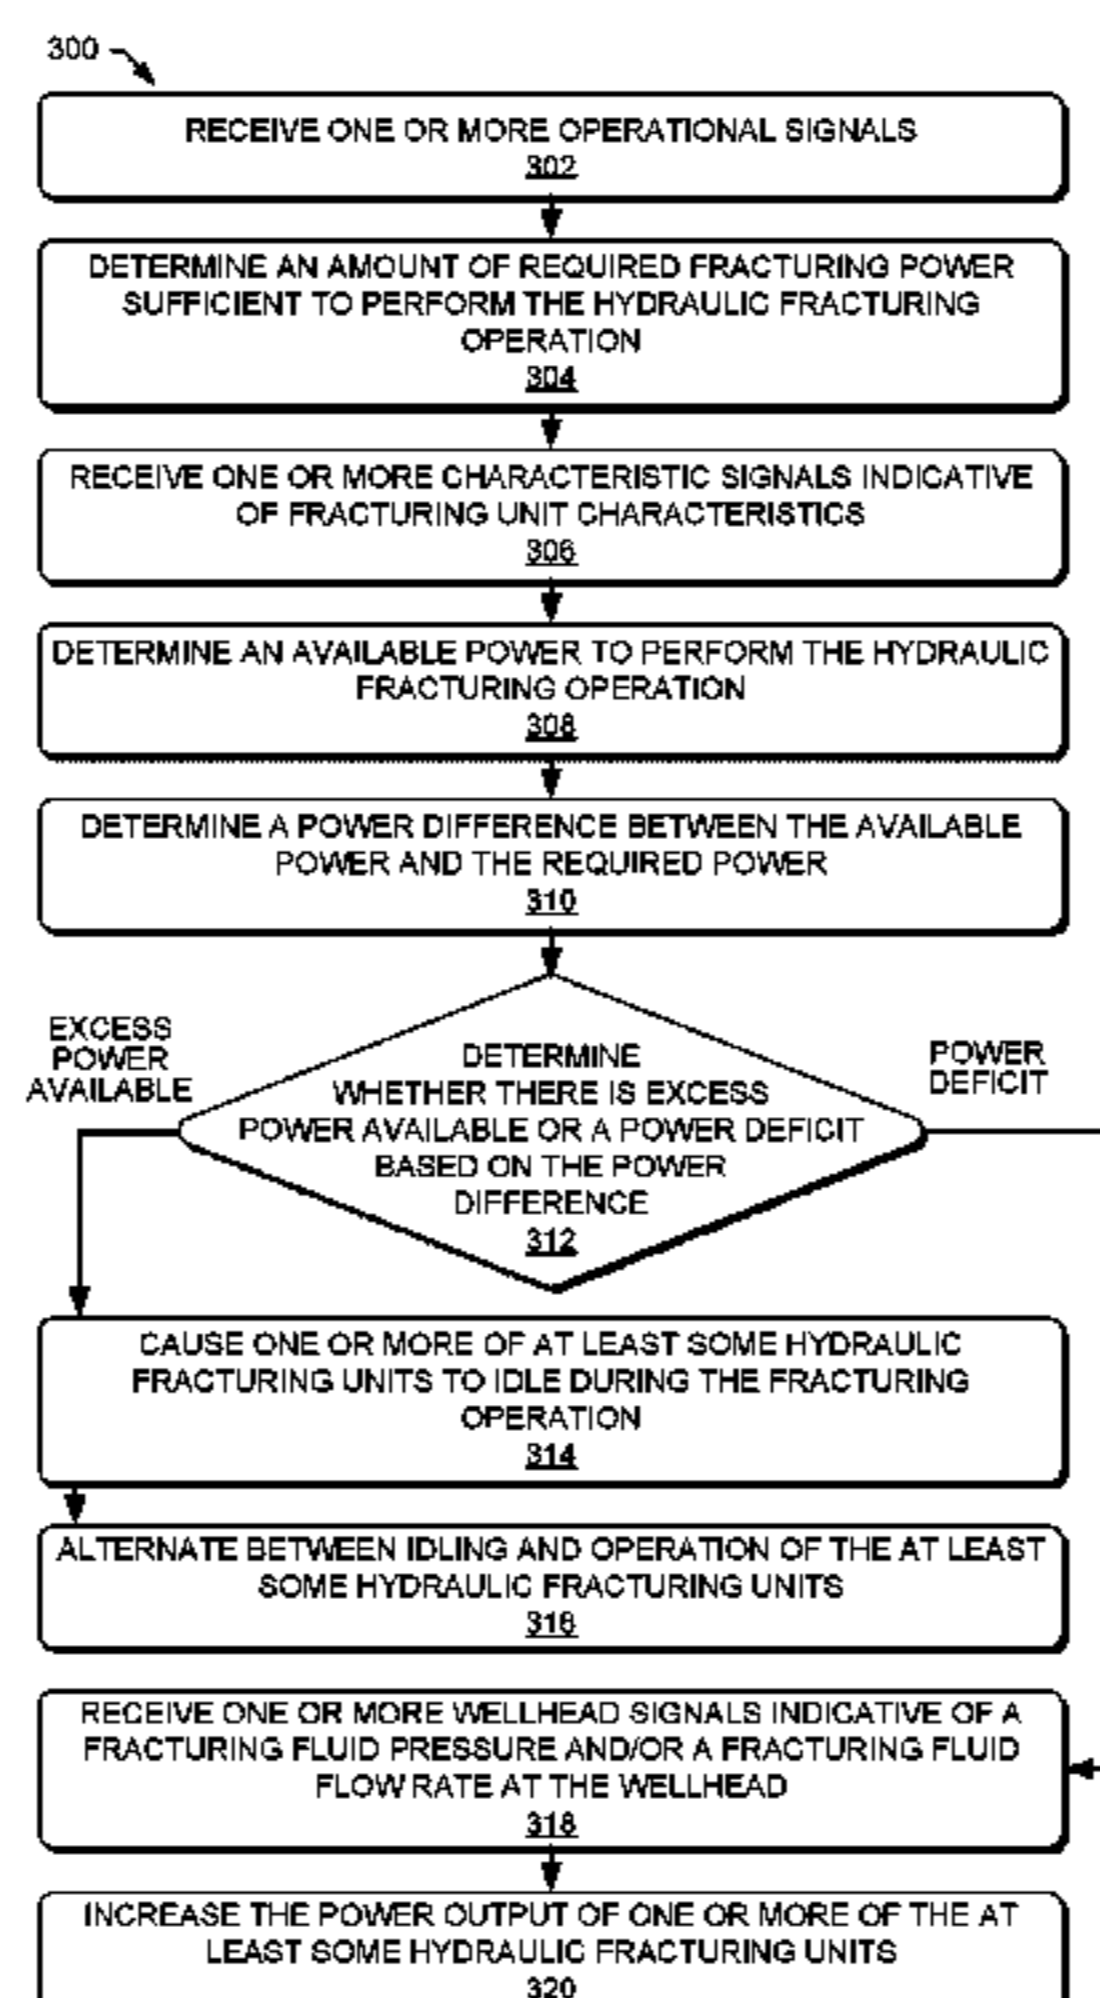 300
RECEIVE ONE OR MORE OPERATIONAL SIGNALS
302
DETERMINE AN AMOUNT OF REQUIRED FRACTURING POWER
SUFFICIENT TO PERFORM THE HYDRAULIC FRACTURING
OPERATION
304
RECEIVE ONE OR MORE CHARACTERISTIC SIGNALS INDICATIVE
OF FRACTURING UNIT CHARACTERISTICS
306
DETERMINE AN AVAILABLE POWER TO PERFORM THE HYDRAULIC
FRACTURING OPERATION
308
DETERMINE A POWER DIFFERENCE BETWEEN THE AVAILABLE
POWER AND THE REQUIRED POWER
310
EXCESS
POWER
AVAILABLE
DETERMINE
WHETHER THERE IS EXCESS
POWER AVAILABLE OR A POWER DEFICIT
BASED ON THE POWER
DIFFERENCE
312
POWER
DEFICIT
CAUSE ONE OR MORE OF AT LEAST SOME HYDRAULIC
FRACTURING UNITS TO IDLE DURING THE FRACTURING
OPERATION
314
ALTERNATE BETWEEN IDLING AND OPERATION OF THE AT LEAST
SOME HYDRAULIC FRACTURING UNITS
316
RECEIVE ONE OR MORE WELLHEAD SIGNALS INDICATIVE OF A
FRACTURING FLUID PRESSURE AND/OR A FRACTURING FLUID
FLOW RATE AT THE WELLHEAD
318
INCREASE THE POWER OUTPUT OF ONE OR MORE OF THE AT
LEAST SOME HYDRAULIC FRACTURING UNITS
320